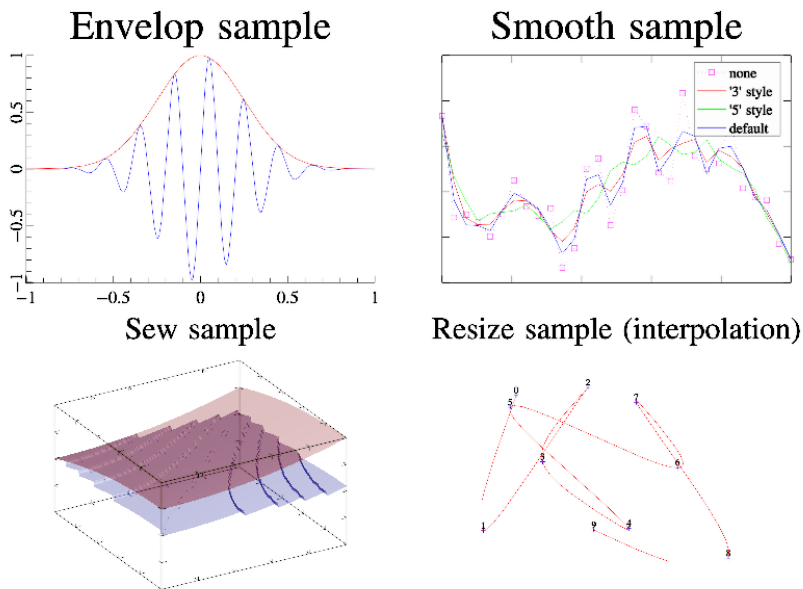 Envelop sample
Smooth sample
1
0.5
0
−0.5
−1
−1
−0.5
0
0.5
1
none
'3' style
'5' style
default
Sew sample
Resize sample (interpolation)
0
2
5
7
3
6
1
9
4
8